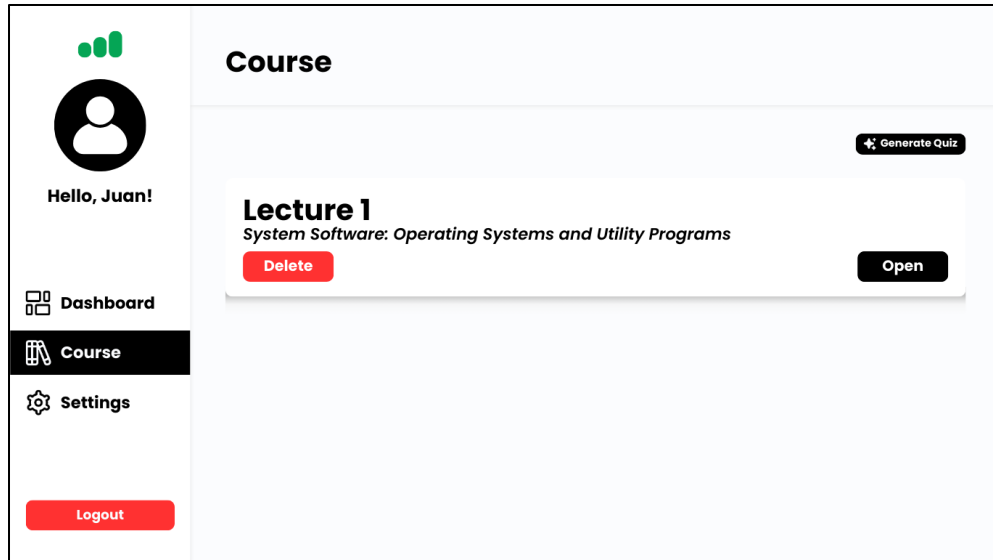 Hello, Juan!
Dashboard
Course
Settings
Logout
Course
Generate Quiz
Lecture 1
System Software: Operating Systems and Utility Programs
Delete
Open